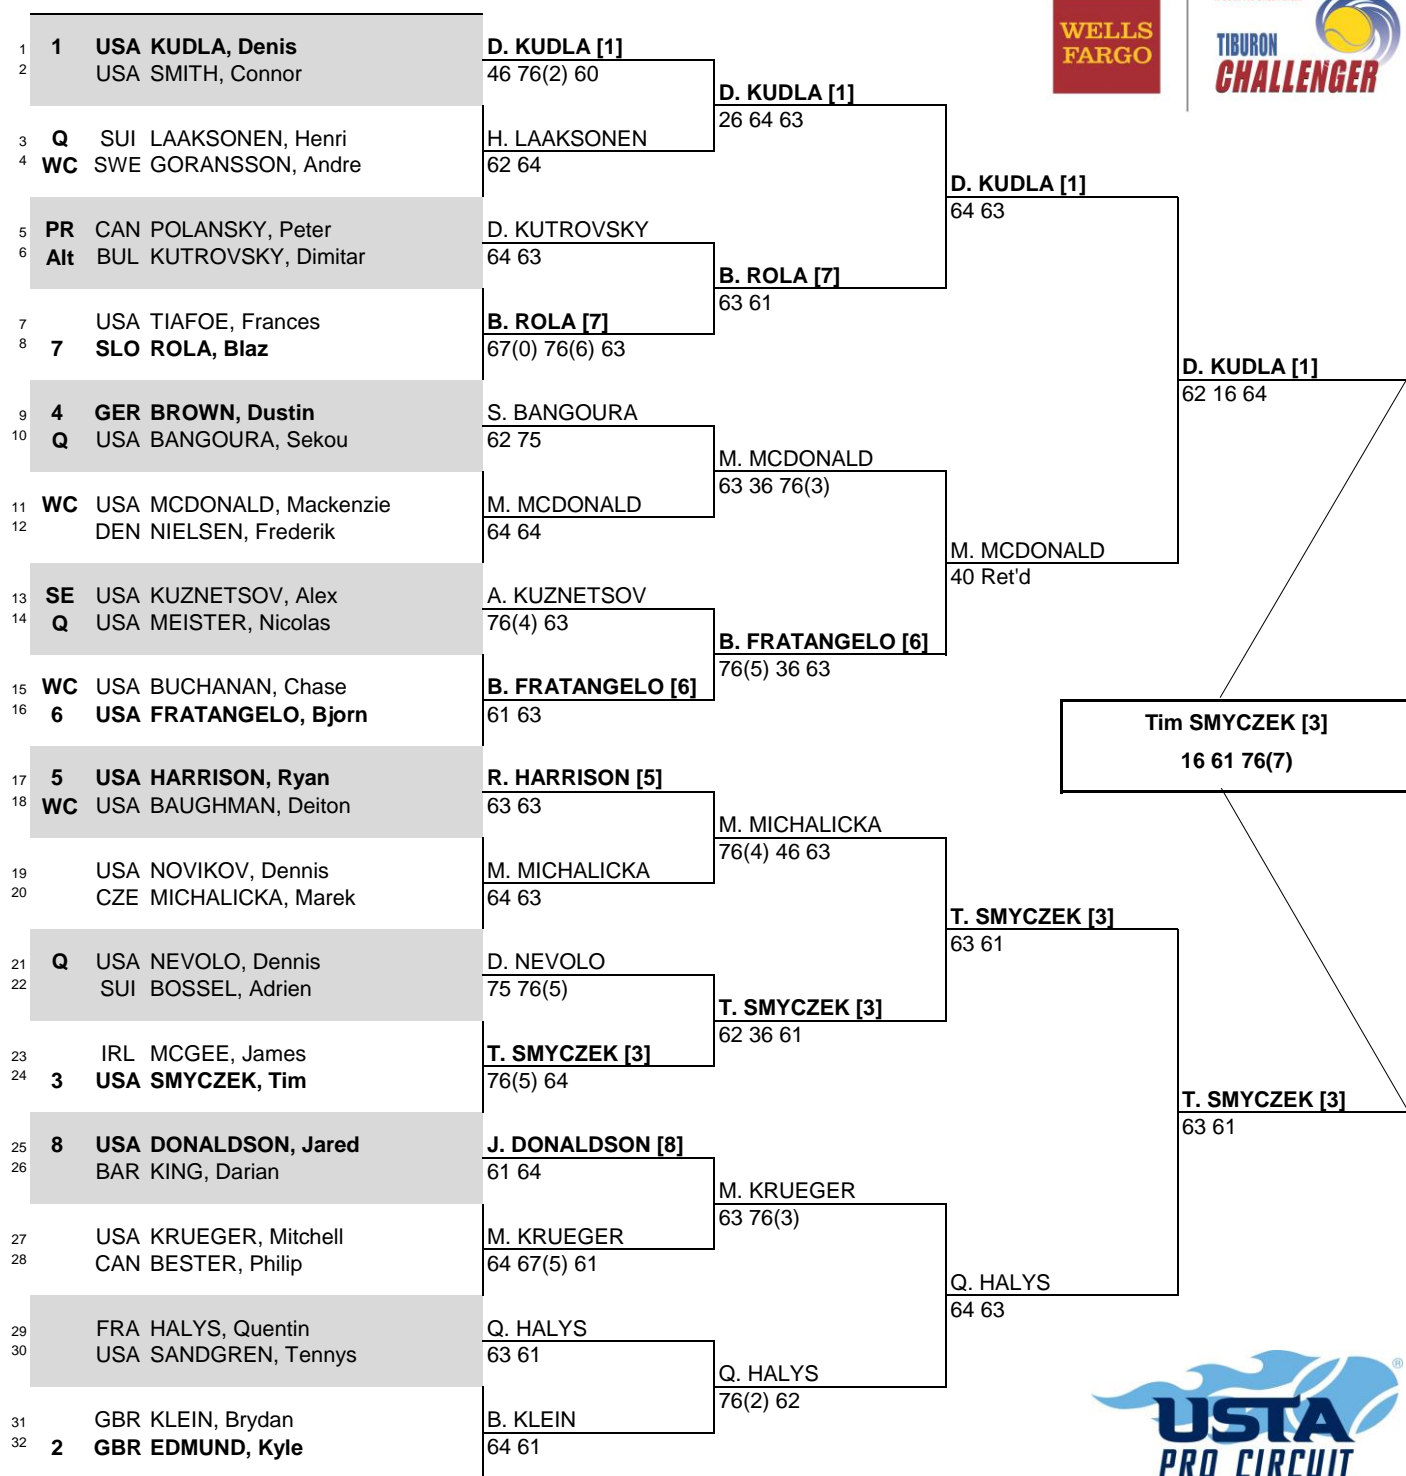 WELLS
FARGO
TIBURON
CHALLENGER
1 1 USA KUDLA, Denis
2 USA SMITH, Connor
3 Q SUI LAAKSONEN, Henri
4 WC SWE GORANSSON, Andre
5 PR CAN POLANSKY, Peter
6 Alt BUL KUTROVSKY, Dimitar
7 USA TIAFOE, Frances
8 7 SLO ROLA, Blaz
9 4 GER BROWN, Dustin
10 Q USA BANGOURA, Sekou
11 WC USA MCDONALD, Mackenzie
12 DEN NIELSEN, Frederik
13 SE USA KUZNETSOV, Alex
14 Q USA MEISTER, Nicolas
15 WC USA BUCHANAN, Chase
16 6 USA FRATANGELO, Bjorn
17 5 USA HARRISON, Ryan
18 WC USA BAUGHMAN, Deiton
19 USA NOVIKOV, Dennis
20 CZE MICHALICKA, Marek
21 Q USA NEVOLO, Dennis
22 SUI BOSSEL, Adrien
23 IRL MCGEE, James
24 3 USA SMYCZEK, Tim
25 8 USA DONALDSON, Jared
26 BAR KING, Darian
27 USA KRUEGER, Mitchell
28 CAN BESTER, Philip
29 FRA HALYS, Quentin
30 USA SANDGREN, Tennys
31 GBR KLEIN, Brydan
32 2 GBR EDMUND, Kyle
D. KUDLA [1]
46 76(2) 60
H. LAAKSONEN
62 64
D. KUTROVSKY
64 63
B. ROLA [7]
67(0) 76(6) 63
S. BANGOURA
62 75
M. MCDONALD
64 64
A. KUZNETSOV
76(4) 63
B. FRATANGELO [6]
61 63
R. HARRISON [5]
63 63
M. MICHALICKA
64 63
D. NEVOLO
75 76(5)
T. SMYCZEK [3]
76(5) 64
J. DONALDSON [8]
61 64
M. KRUEGER
64 67(5) 61
Q. HALYS
63 61
B. KLEIN
64 61
D. KUDLA [1]
26 64 63
B. ROLA [7]
63 61
M. MCDONALD
63 36 76(3)
B. FRATANGELO [6]
76(5) 36 63
M. MICHALICKA
76(4) 46 63
T. SMYCZEK [3]
62 36 61
M. KRUEGER
63 76(3)
Q. HALYS
76(2) 62
D. KUDLA [1]
64 63
M. MCDONALD
40 Ret'd
T. SMYCZEK [3]
63 61
Q. HALYS
64 63
D. KUDLA [1]
62 16 64
T. SMYCZEK [3]
63 61
Tim SMYCZEK [3]
16 61 76(7)
USTA ®
PRO CIRCUIT